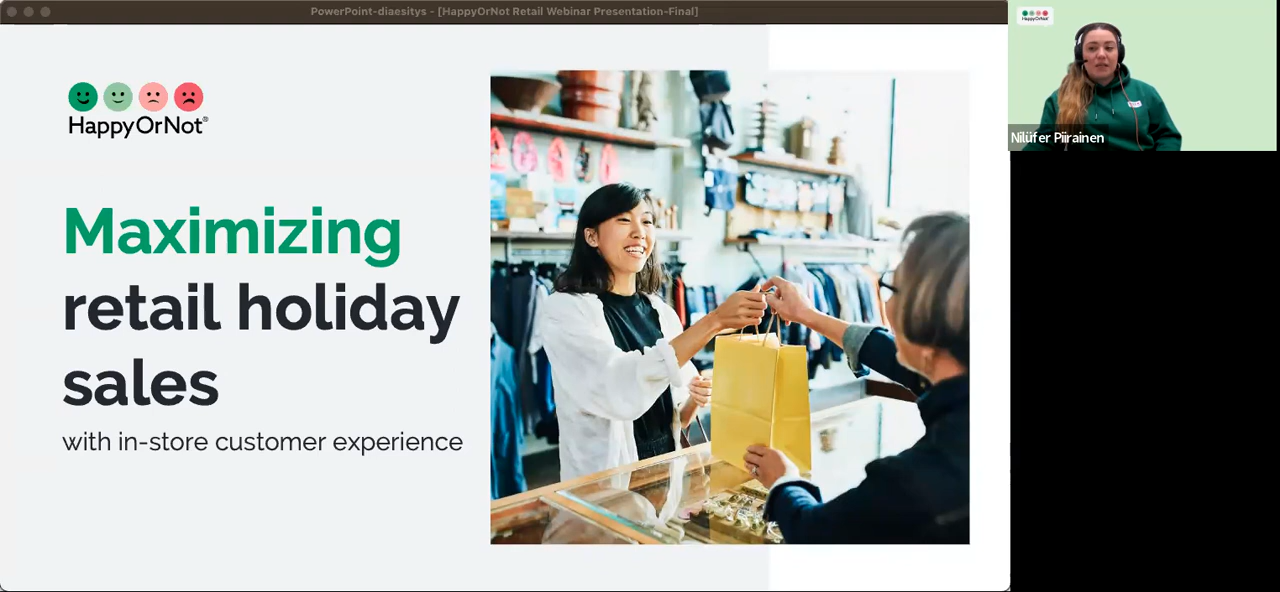 PowerPoint-diaesitys - [HappyOrNot Retail Webinar Presentation-Final]
HappyOrNot®
Maximizing
retail holiday
sales
with in-store customer experience
HappyOrNot
Nilüfer Piirainen